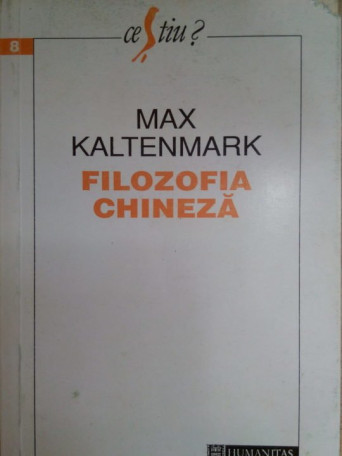 8
ce Știu?
MAX
KALTENMARK
FILOZOFIA
CHINEZĂ
HUMANITAS